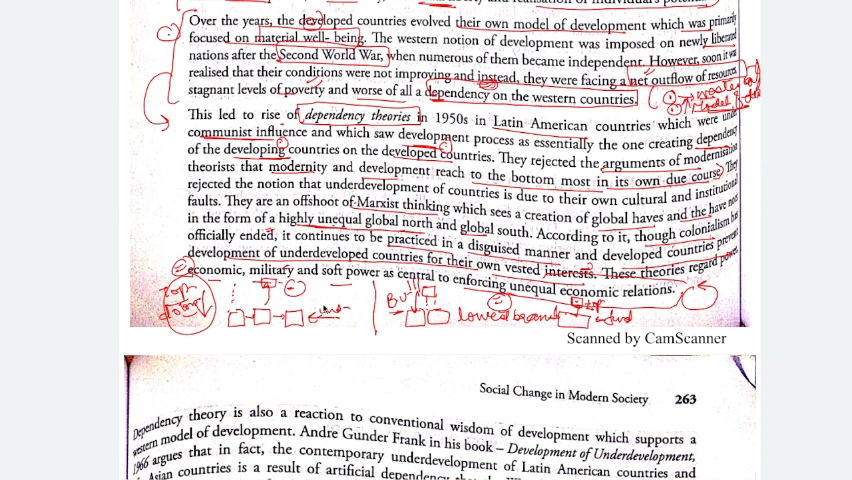 Over the years, the developed countries evolved their own model of development which was primarily
focused on material well- being. The western notion of development was imposed on newly liberated
nations after the Second World War, when numerous of them became independent. However, soon it was
realised that their conditions were not improving and instead, they were facing a net outflow of resources,
stagnant levels of poverty and worse of all a dependency on the western countries.
This led to rise of dependency theories in 1950s in Latin American countries which were under
communist influence and which saw development process as essentially the one creating dependency
of the developing countries on the developed countries. They rejected the arguments of modernisation
theorists that modernity and development reach to the bottom most in its own due course. They
rejected the notion that underdevelopment of countries is due to their own cultural and institutional
faults. They are an offshoot of Marxist thinking which sees a creation of global haves and the have nots
in the form of a highly unequal global north and global south. According to it, though colonialism has
officially ended, it continues to be practiced in a disguised manner and developed countries prevent
development of underdeveloped countries for their own vested interests. These theories regard power,
economic, military and soft power as central to enforcing unequal economic relations.
Top
down
BU
lowest
top
Scanned by CamScanner
Social Change in Modern Society 263
Dependency theory is also a reaction to conventional wisdom of development which supports a
western model of development. Andre Gunder Frank in his book – Development of Underdevelopment,
1966 argues that in fact, the contemporary underdevelopment of Latin American countries and
Asian countries is a result of artificial dependency